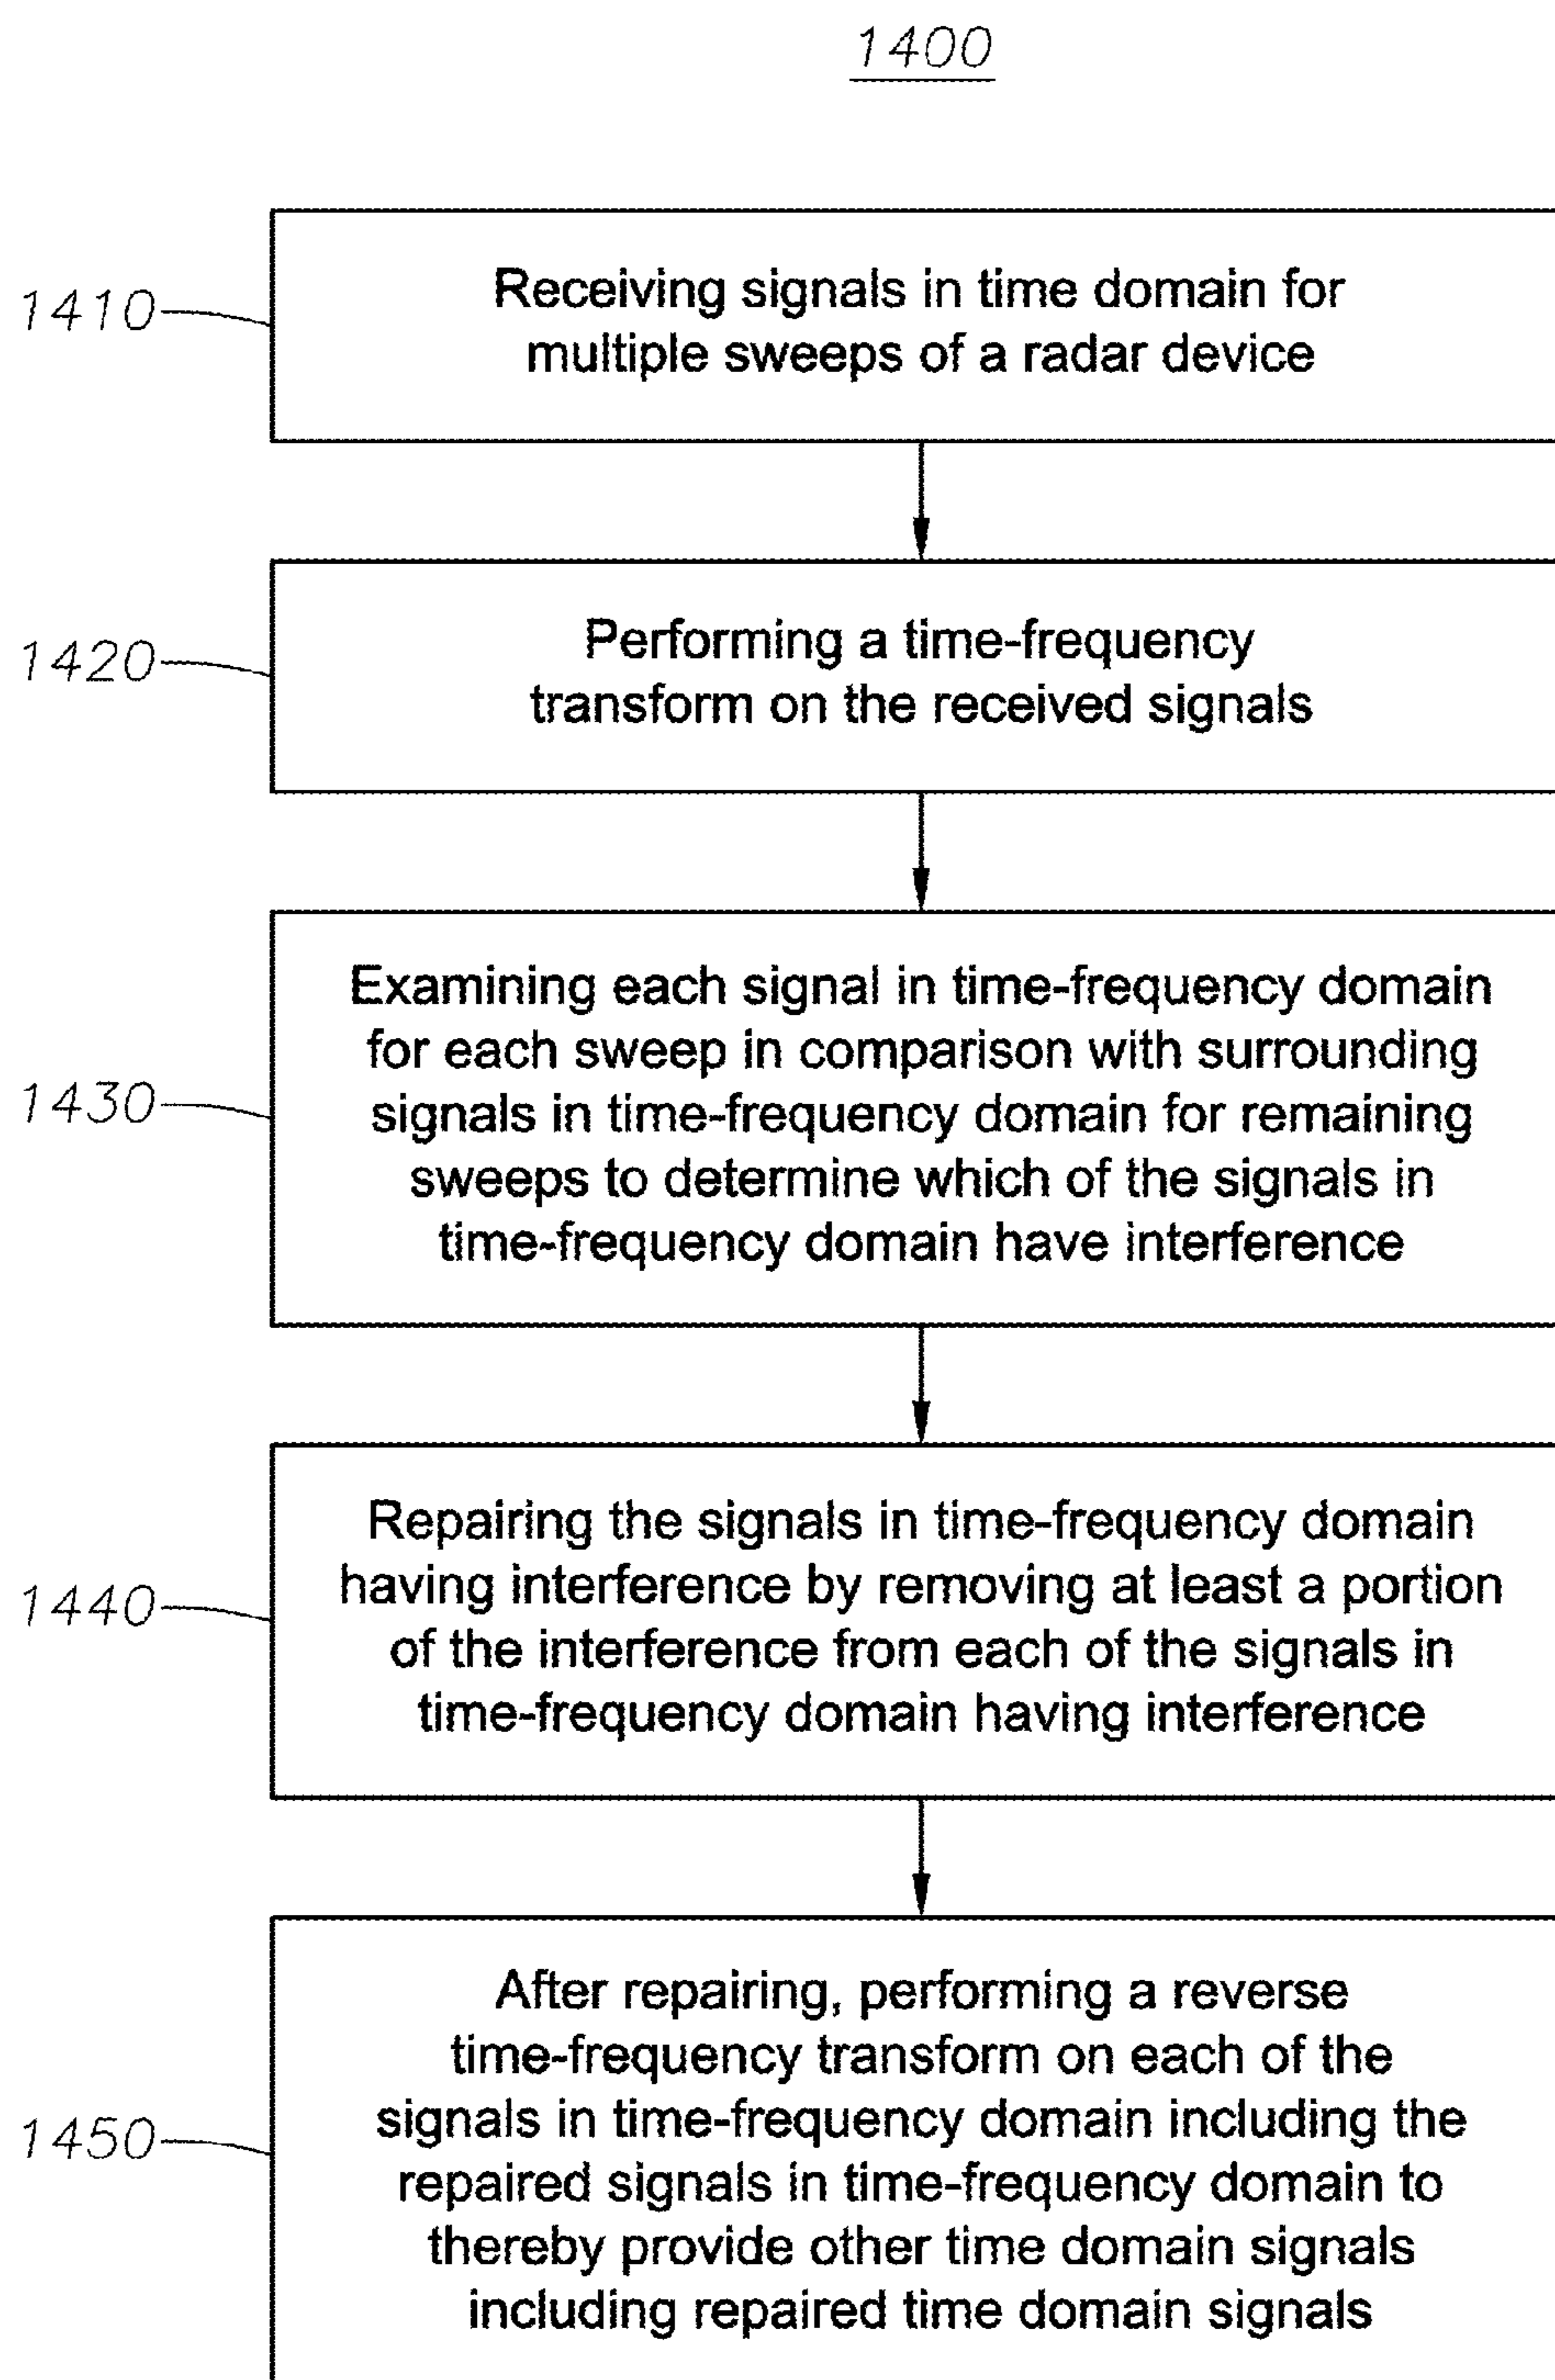 1400
1410
Receiving signals in time domain for
multiple sweeps of a radar device
1420
Performing a time-frequency
transform on the received signals
1430
Examining each signal in time-frequency domain
for each sweep in comparison with surrounding
signals in time-frequency domain for remaining
sweeps to determine which of the signals in
time-frequency domain have interference
1440
Repairing the signals in time-frequency domain
having interference by removing at least a portion
of the interference from each of the signals in
time-frequency domain having interference
1450
After repairing, performing a reverse
time-frequency transform on each of the
signals in time-frequency domain including the
repaired signals in time-frequency domain to
thereby provide other time domain signals
including repaired time domain signals